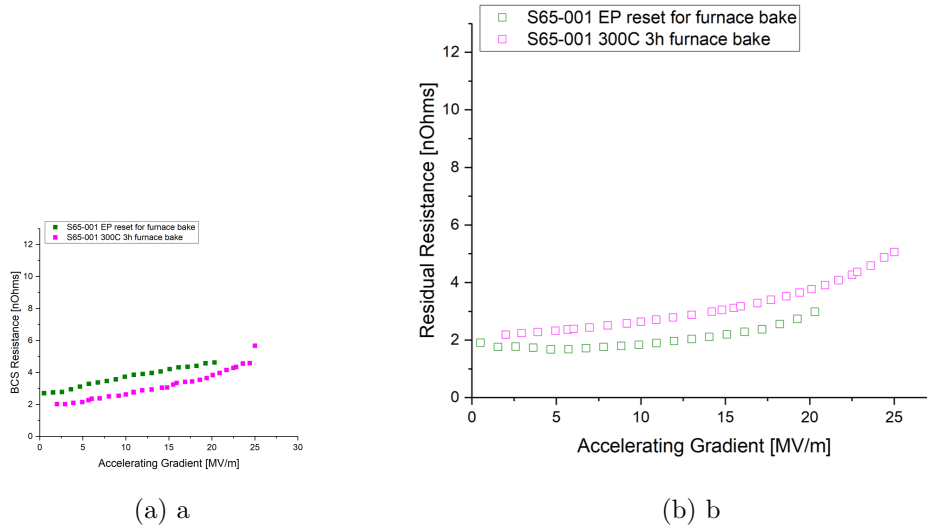 S65-001 EP reset for furnace bake
S65-001 300C 3h furnace bake
12
10
8
6
4
2
0
BCS Resistance [nOhms]
0 5 10 15 20 25 30
Accelerating Gradient [MV/m]
(a) a
S65-001 EP reset for furnace bake
S65-001 300C 3h furnace bake
12
10
8
6
4
2
0
Residual Resistance [nOhms]
0 5 10 15 20 25
Accelerating Gradient [MV/m]
(b) b